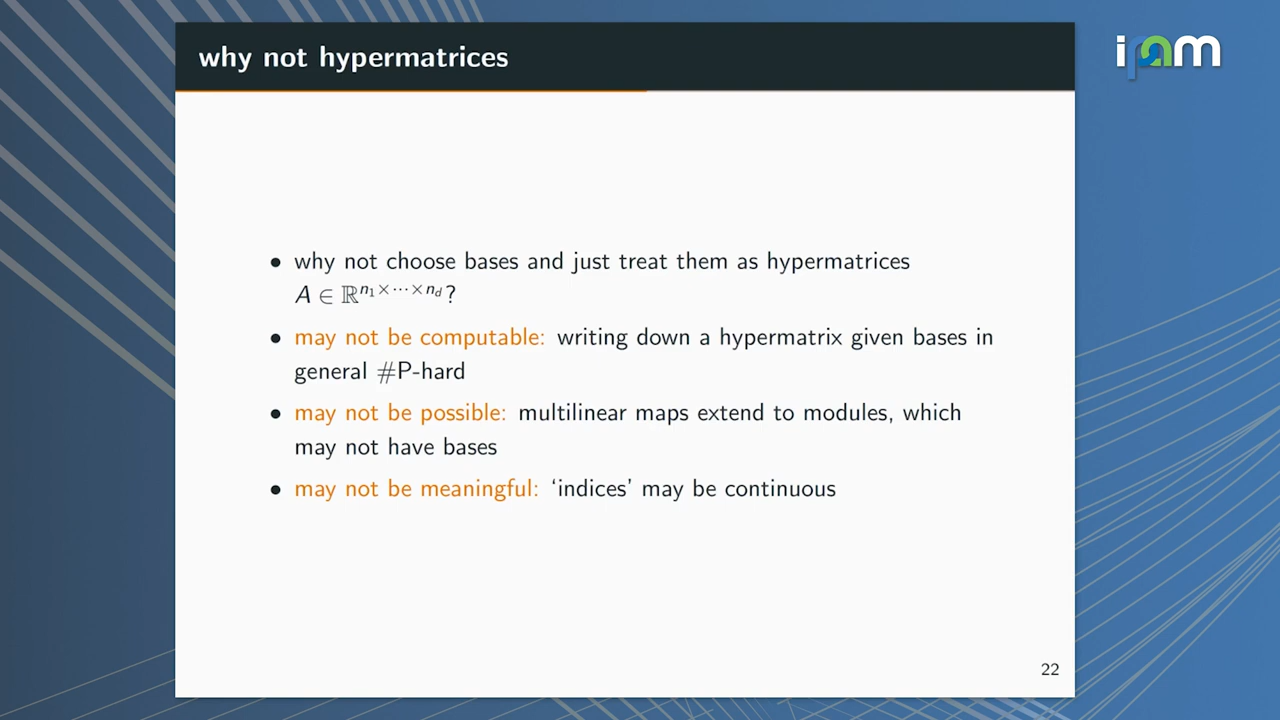 why not hypermatrices
ipam
• why not choose bases and just treat them as hypermatrices
A ∈ ℝ^{n₁×⋯×n_d}?
• may not be computable: writing down a hypermatrix given bases in
general #P-hard
• may not be possible: multilinear maps extend to modules, which
may not have bases
• may not be meaningful: ‘indices’ may be continuous
22